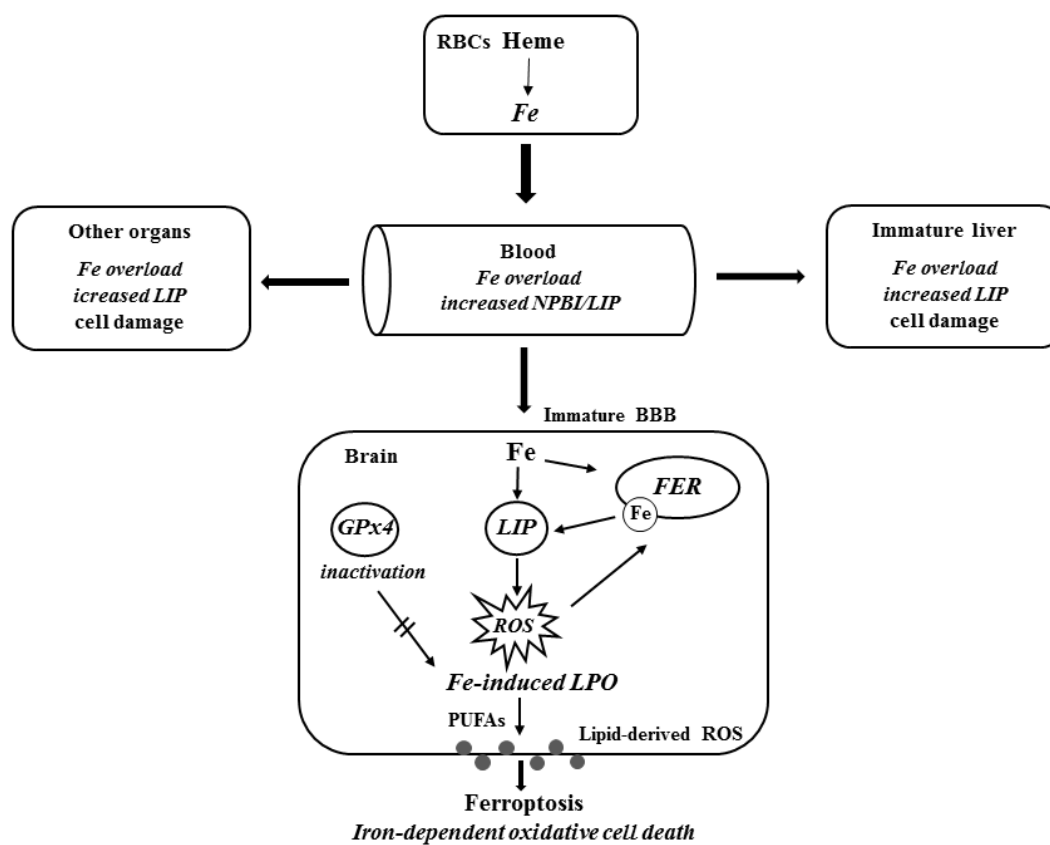 RBCs Heme
Fe
Other organs
Fe overload
icreased LIP
cell damage
Blood
Fe overload
increased NPBI/LIP
Immature liver
Fe overload
increased LIP
cell damage
Immature BBB
Brain
Fe
FER
Fe
GPx4
inactivation
LIP
ROS
Fe-induced LPO
PUFAs
Lipid-derived ROS
Ferroptosis
Iron-dependent oxidative cell death